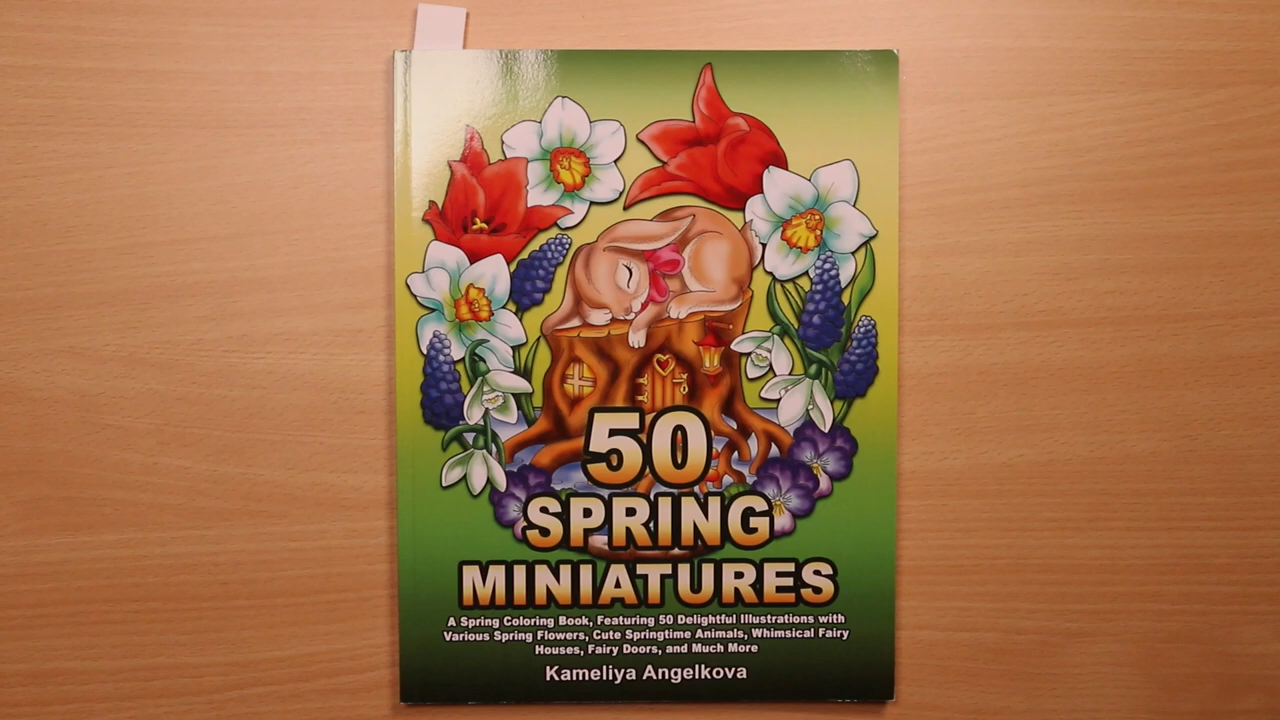 50
SPRING
MINIATURES
A Spring Coloring Book, Featuring 50 Delightful Illustrations with
Various Spring Flowers, Cute Springtime Animals, Whimsical Fairy
Houses, Fairy Doors, and Much More
Kameliya Angelkova